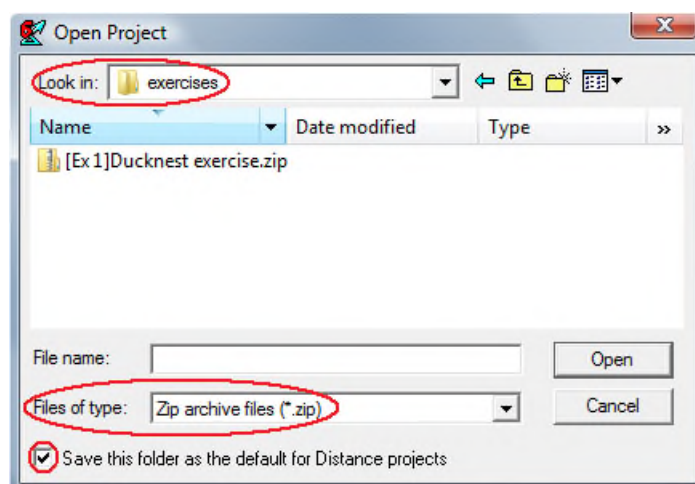 Open Project
X
Look in: exercises
Name Date modified Type »
[Ex 1]Ducknest exercise.zip
File name: Open
Files of type: Zip archive files (*.zip) Cancel
Save this folder as the default for Distance projects